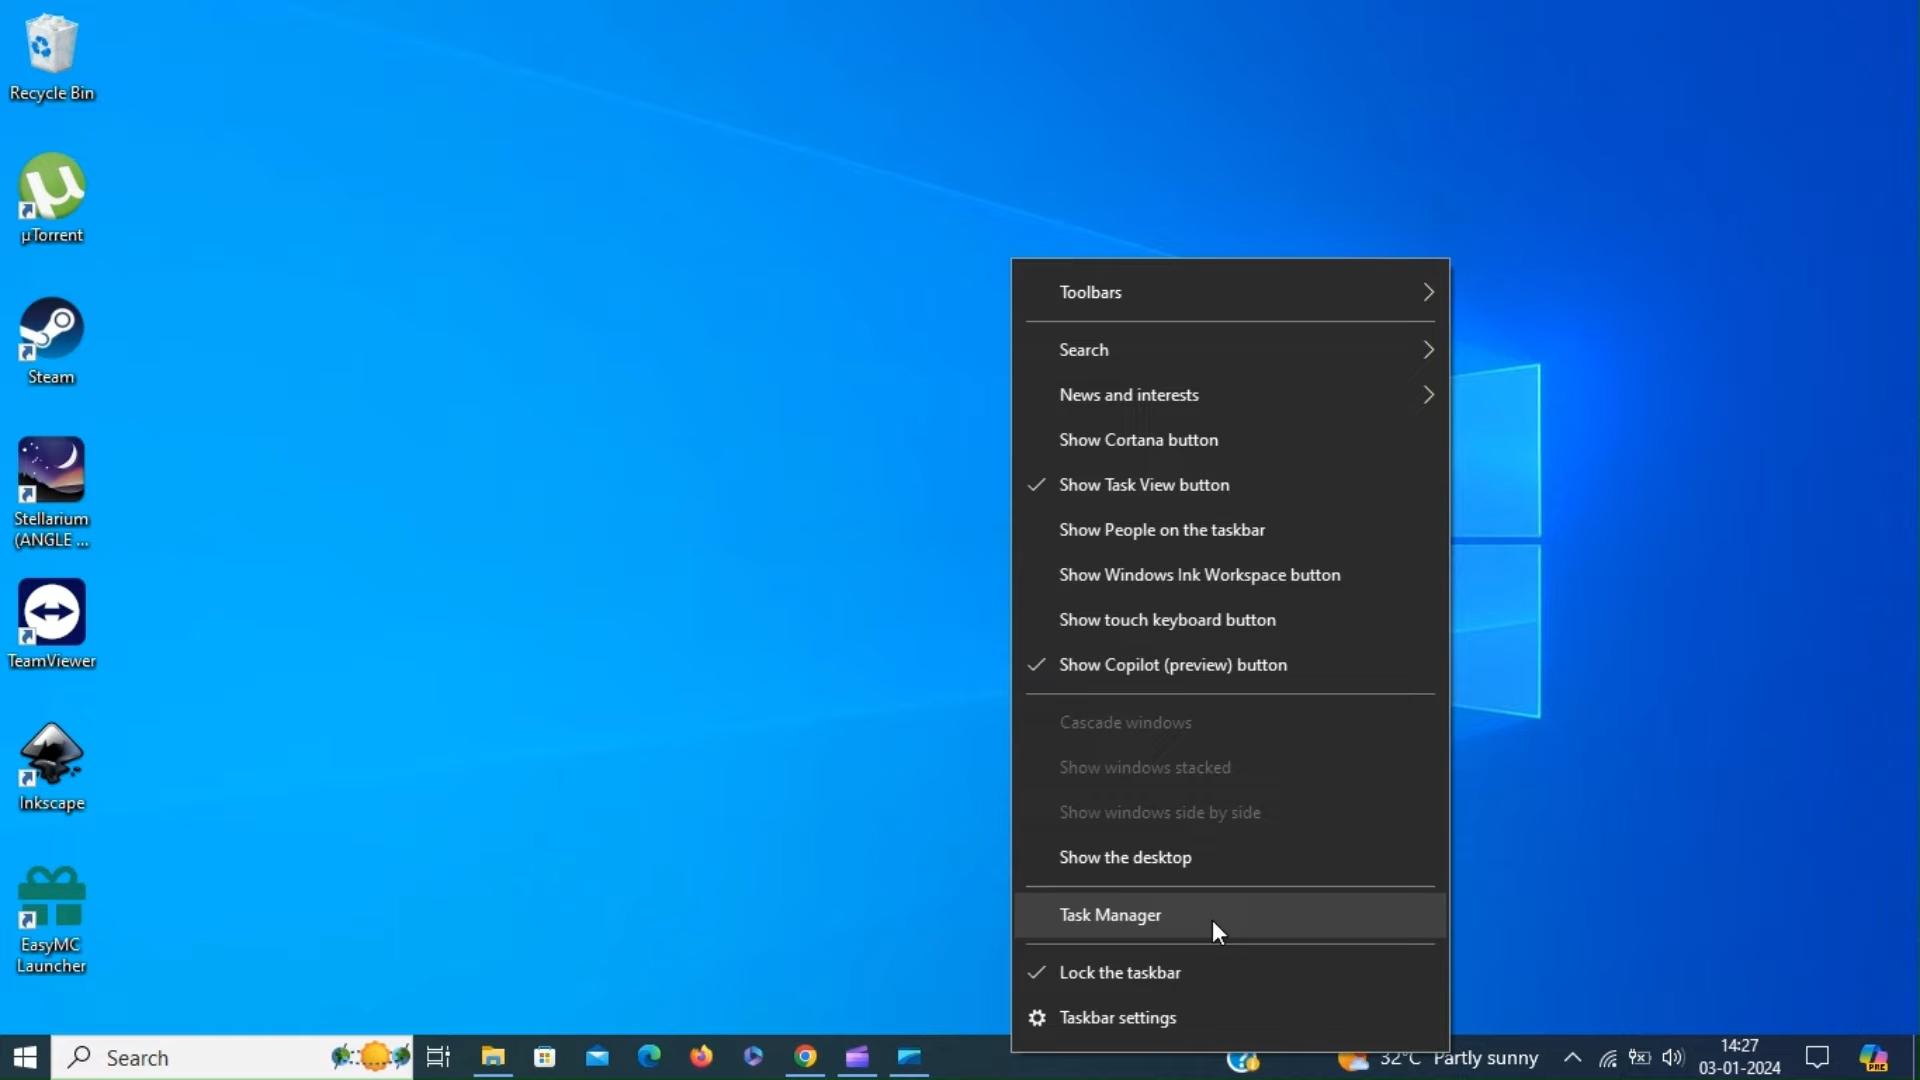 Recycle Bin
µTorrent
Steam
Stellarium
(ANGLE ...
TeamViewer
Inkscape
EasyMC
Launcher
Toolbars
Search
News and interests
Show Cortana button
Show Task View button
Show People on the taskbar
Show Windows Ink Workspace button
Show touch keyboard button
Show Copilot (preview) button
Cascade windows
Show windows stacked
Show windows side by side
Show the desktop
Task Manager
Lock the taskbar
Taskbar settings
Search
32°C Partly sunny
14:27
03-01-2024
PRE